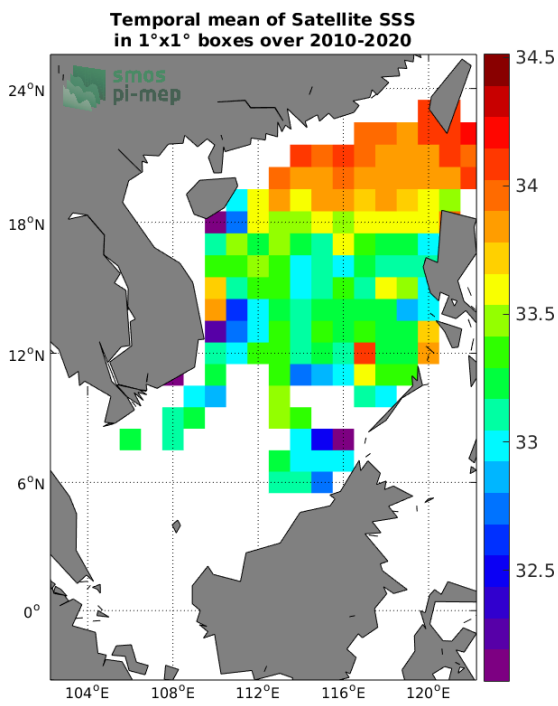 Temporal mean of Satellite SSS
in 1°x1° boxes over 2010-2020
smos
pi-mep
24°N
18°N
12°N
6°N
0°
104°E
108°E
112°E
116°E
120°E
34.5
34
33.5
33
32.5